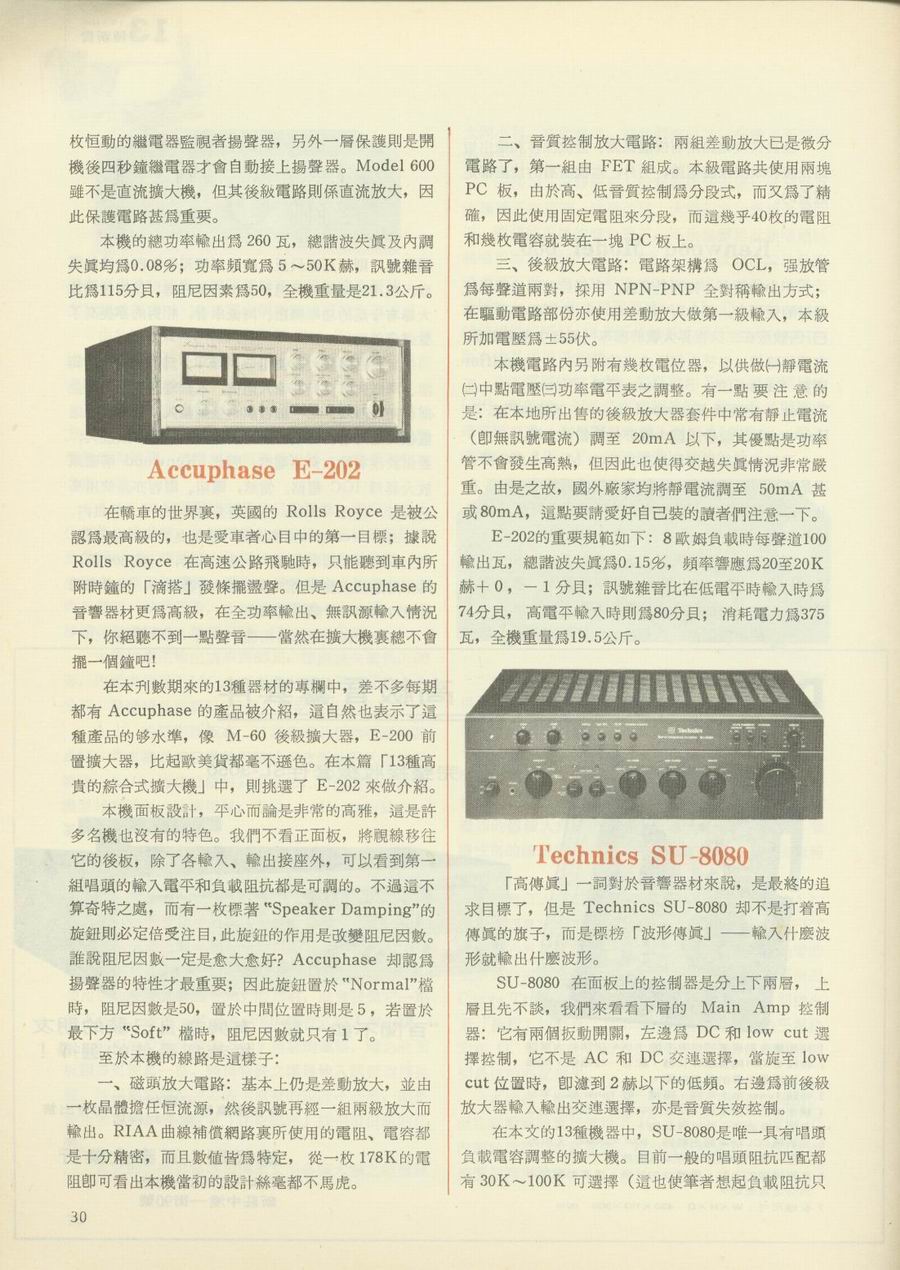 枚恒動的繼電器監視者揚聲器，另外一層保護則是開
機後四秒鐘繼電器才會自動接上揚聲器。Model 600
雖不是直流擴大機，但其後級電路則係直流放大，因
此保護電路甚爲重要。
本機的總功率輸出爲 260 瓦，總諧波失眞及內調
失眞均爲0.08%；功率頻寬爲 5 ～50K赫，訊號雜音
比爲115分貝，阻尼因素爲50，全機重量是21.3公斤。
Accuphase E-202
在轎車的世界裏，英國的 Rolls Royce 是被公
認爲最高級的，也是愛車者心目中的第一目標；據說
Rolls Royce 在高速公路飛馳時，只能聽到車內所
附時鐘的「滴搭」發條擺盪聲。但是 Accuphase 的
音響器材更爲高級，在全功率輸出、無訊源輸入情況
下，你絕聽不到一點聲音——當然在擴大機裏總不會
擺一個鐘吧！
在本刊數期來的13種器材的專欄中，差不多每期
都有 Accuphase 的產品被介紹，這自然也表示了這
種產品的够水準，像 M-60 後級擴大器，E-200 前
置擴大器，比起歐美貨都毫不遜色。在本篇「13種高
貴的綜合式擴大機」中，則挑選了 E-202 來做介紹。
本機面板設計，平心而論是非常的高雅，這是許
多名機也沒有的特色。我們不看正面板，將視線移往
它的後板，除了各輸入、輸出接座外，可以看到第一
組唱頭的輸入電平和負載阻抗都是可調的。不過這不
算奇特之處，而有一枚標著“Speaker Damping”的
旋鈕則必定倍受注目，此旋鈕的作用是改變阻尼因數。
誰說阻尼因數一定是愈大愈好？Accuphase 却認爲
揚聲器的特性才最重要；因此旋鈕置於“Normal”檔
時，阻尼因數是50，置於中間位置時則是 5，若置於
最下方 “Soft” 檔時，阻尼因數就只有 1 了。
至於本機的線路是這樣子：
一、磁頭放大電路：基本上仍是差動放大，並由
一枚晶體擔任恒流源，然後訊號再經一組兩級放大而
輸出。RIAA曲線補償網路裏所使用的電阻、電容都
是十分精密，而且數値皆爲特定， 從一枚 178K的電
阻卽可看出本機當初的設計絲毫都不馬虎。
二、音質控制放大電路：兩組差動放大已是微分
電路了，第一組由 FET 組成。本級電路共使用兩塊
PC 板，由於高、低音質控制爲分段式，而又爲了精
確，因此使用固定電阻來分段，而這幾乎40枚的電阻
和幾枚電容就裝在一塊 PC 板上。
三、後級放大電路：電路架構爲 OCL，强放管
爲每聲道兩對，採用 NPN-PNP 全對稱輸出方式；
在驅動電路部份亦使用差動放大做第一級輸入，本級
所加電壓爲±55伏。
本機電路內另附有幾枚電位器，以供做㈠靜電流
㈡中點電壓㈢功率電平表之調整。有一點要注意的
是：在本地所出售的後級放大器套件中常有靜止電流
（卽無訊號電流）調至 20mA 以下，其優點是功率
管不會發生高熱，但因此也使得交越失眞情況非常嚴
重。由是之故，國外廠家均將靜電流調至 50mA 甚
或80mA，這點要請愛好自己裝的讀者們注意一下。
E-202的重要規範如下：8歐姆負載時每聲道100
輸出瓦，總諧波失眞爲0.15%，頻率響應爲20至20K
赫＋0，－1分貝；訊號雜音比在低電平時輸入時爲
74分貝， 高電平輸入時則爲80分貝； 消耗電力爲375
瓦，全機重量爲19.5公斤。
Technics
Technics SU-8080
「高傳眞」一詞對於音響器材來說，是最終的追
求目標了，但是 Technics SU-8080 却不是打着高
傳眞的旗子，而是標榜「波形傳眞」——輸入什麼波
形就輸出什麼波形。
SU-8080 在面板上的控制器是分上下兩層， 上
層且先不談，我們來看看下層的 Main Amp 控制
器：它有兩個扳動開關，左邊爲 DC 和 low cut 選
擇控制，它不是 AC 和 DC 交連選擇，當旋至 low
cut 位置時，卽濾到 2 赫以下的低頻。右邊爲前後級
放大器輸入輸出交連選擇，亦是音質失效控制。
在本文的13種機器中，SU-8080是唯一具有唱頭
負載電容調整的擴大機。目前一般的唱頭阻抗匹配都
有 30K～100K 可選擇（這也使筆者想起負載阻抗只
30